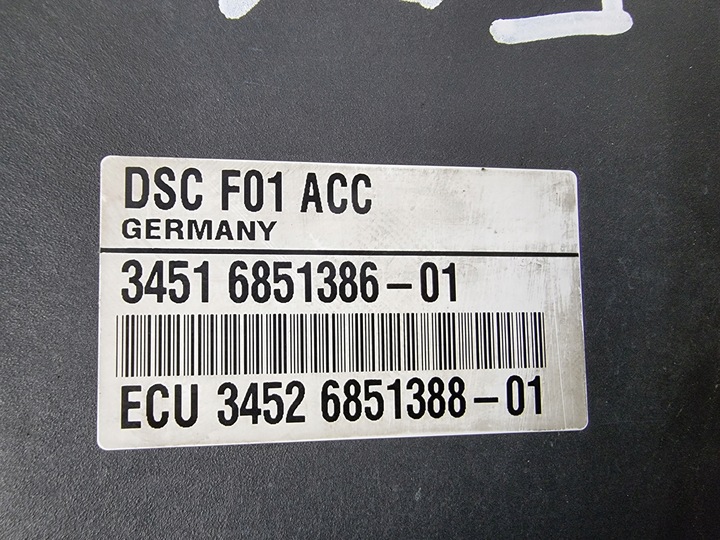 DSC F01 ACC
GERMANY
3451 6851386-01
ECU 3452 6851388-01